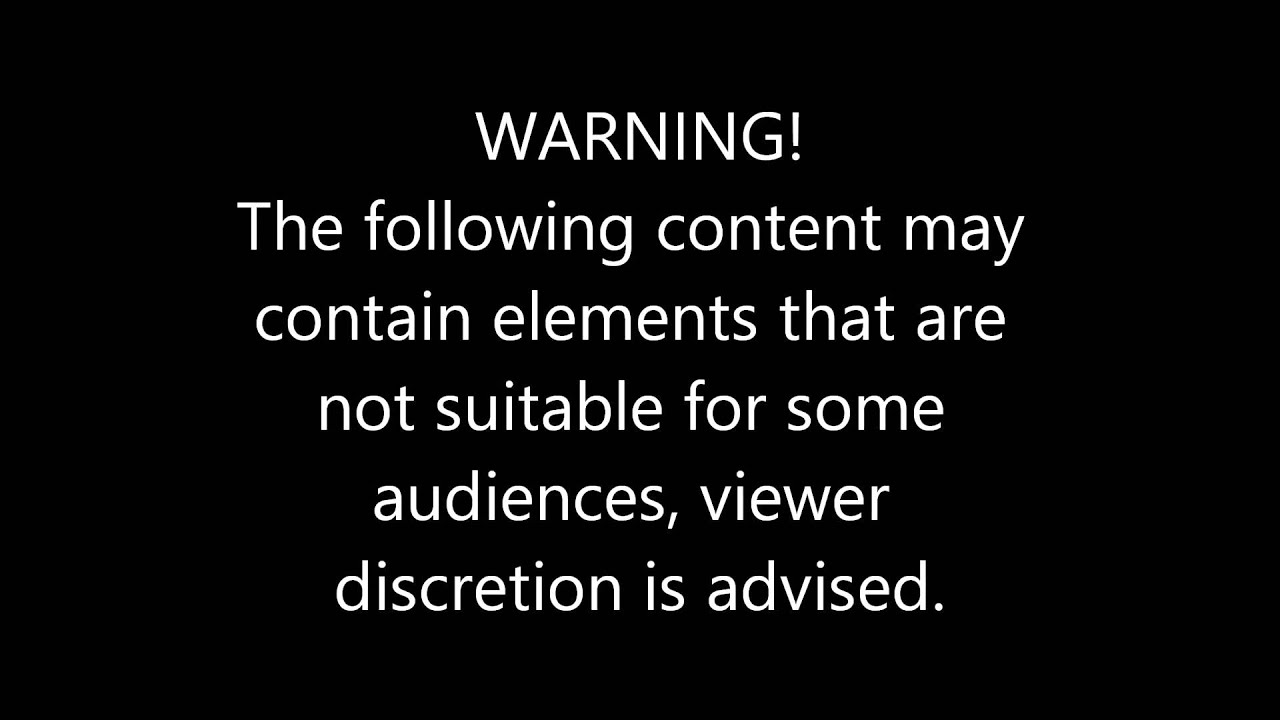 WARNING!
The following content may
contain elements that are
not suitable for some
audiences, viewer
discretion is advised.